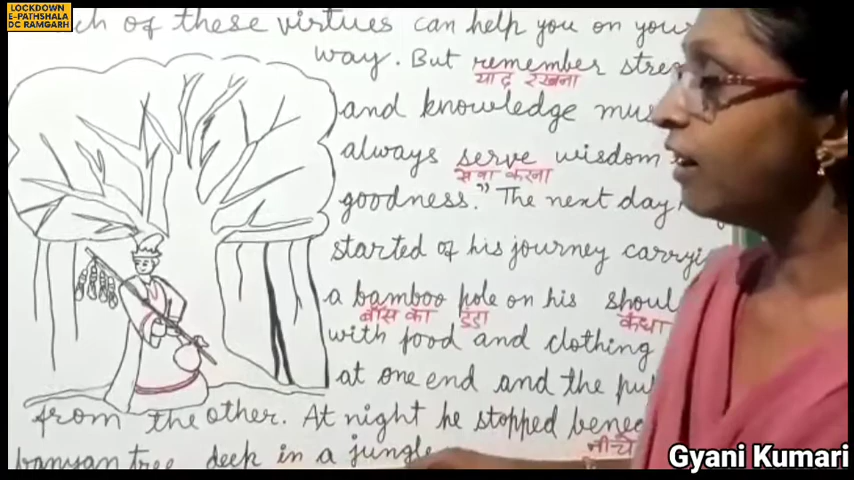 LOCKDOWN
E-PATHSHALA
DC RAMGARH
of these virtues can help you on your
way. But remember
याद रखना
and knowledge
always serve wisdom
सेवा करना
goodness." The next day
started of his journey
a bamboo pole on his
बाँस का डंडा कंधा
with food and clothing
at one end and the
from the other. At night he stopped
नीचे
banyan tree deep in a jungle
Gyani Kumari